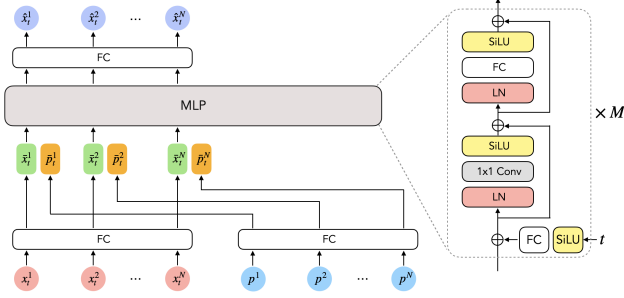 x̂_t^1 x̂_t^2 ... x̂_t^N
FC
MLP
x̄_t^1 p̄_t^1 x̄_t^2 p̄_t^2 x̄_t^N p̄_t^N
FC FC
x_t^1 x_t^2 ... x_t^N p^1 p^2 ... p^N
SiLU
FC
LN
SiLU
1x1 Conv
LN
FC SiLU t
× M